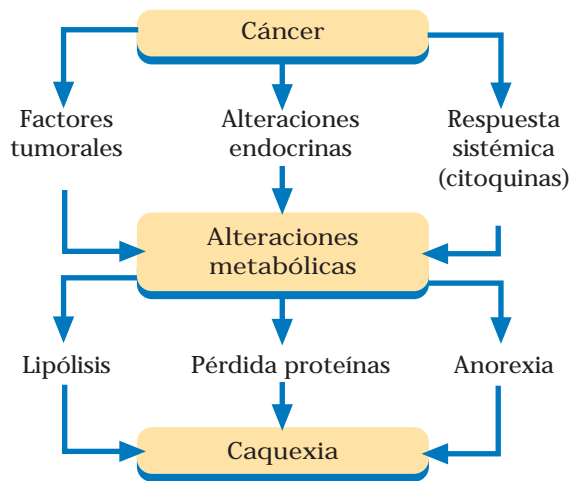 Cáncer
Factores
tumorales
Alteraciones
endocrinas
Respuesta
sistémica
(citoquinas)
Alteraciones
metabólicas
Lipólisis
Pérdida proteínas
Anorexia
Caquexia